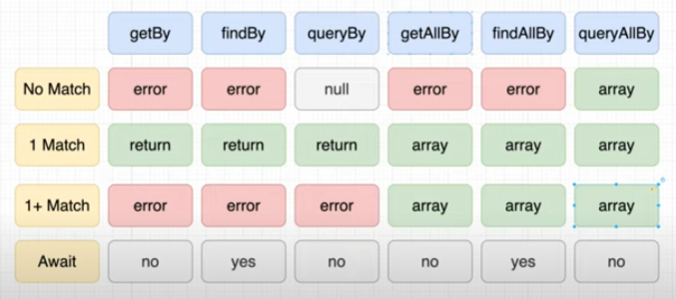 getBy findBy queryBy getAllBy findAllBy queryAllBy
No Match error error null error error array
1 Match return return return array array array
1+ Match error error error array array array
Await no yes no no yes no